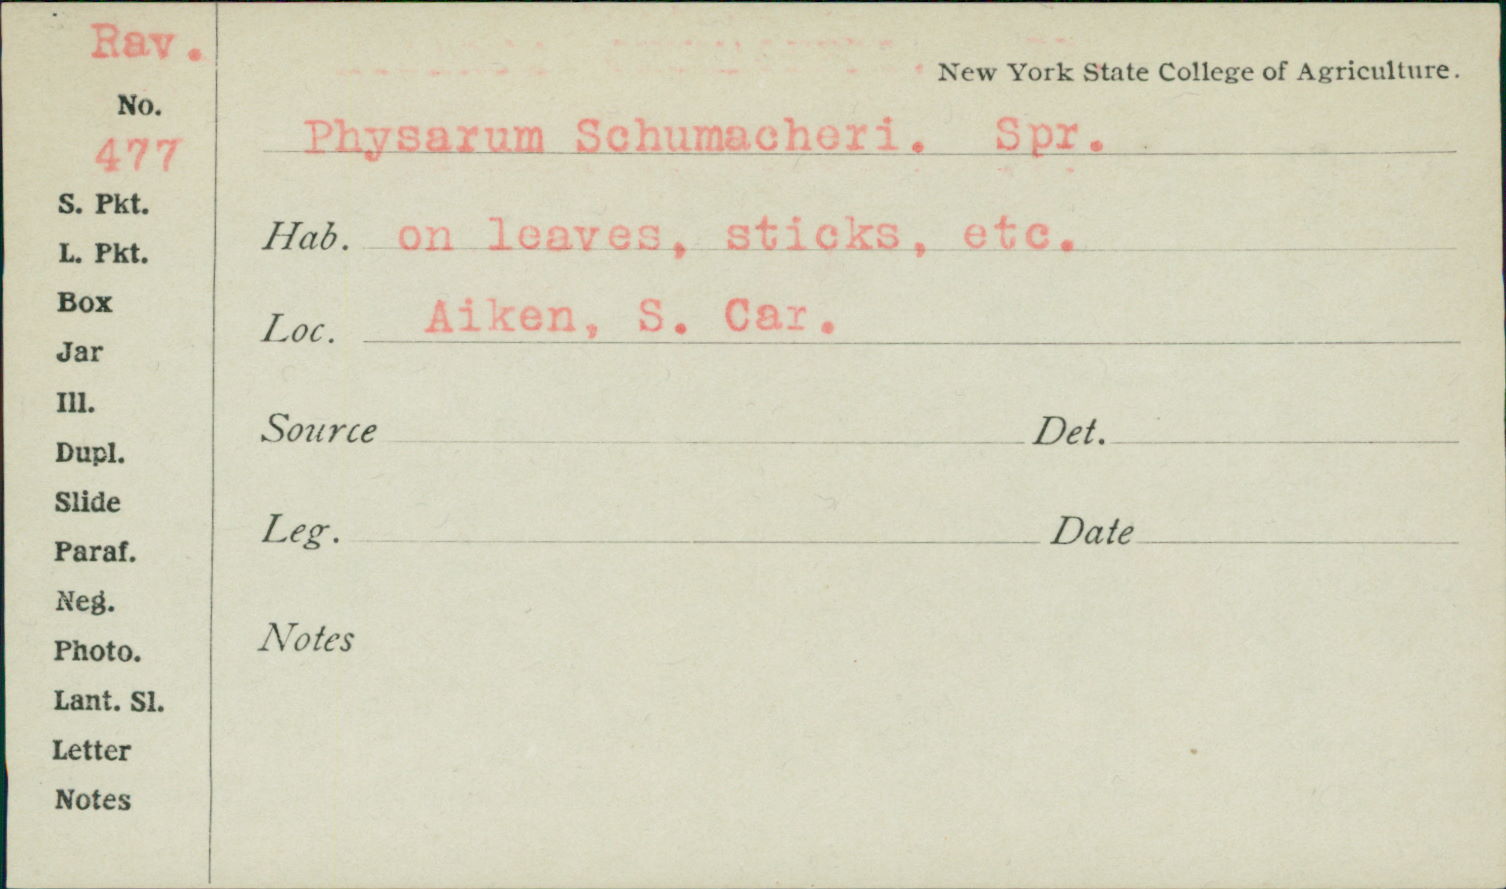 Rav.
No.
477
S. Pkt.
L. Pkt.
Box
Jar
Ill.
Dupl.
Slide
Paraf.
Neg.
Photo.
Lant. Sl.
Letter
Notes
New York State College of Agriculture.
Physarum Schumacheri. Spr.
Hab. on leaves, sticks, etc.
Loc. Aiken, S. Car.
Source Det.
Leg. Date
Notes